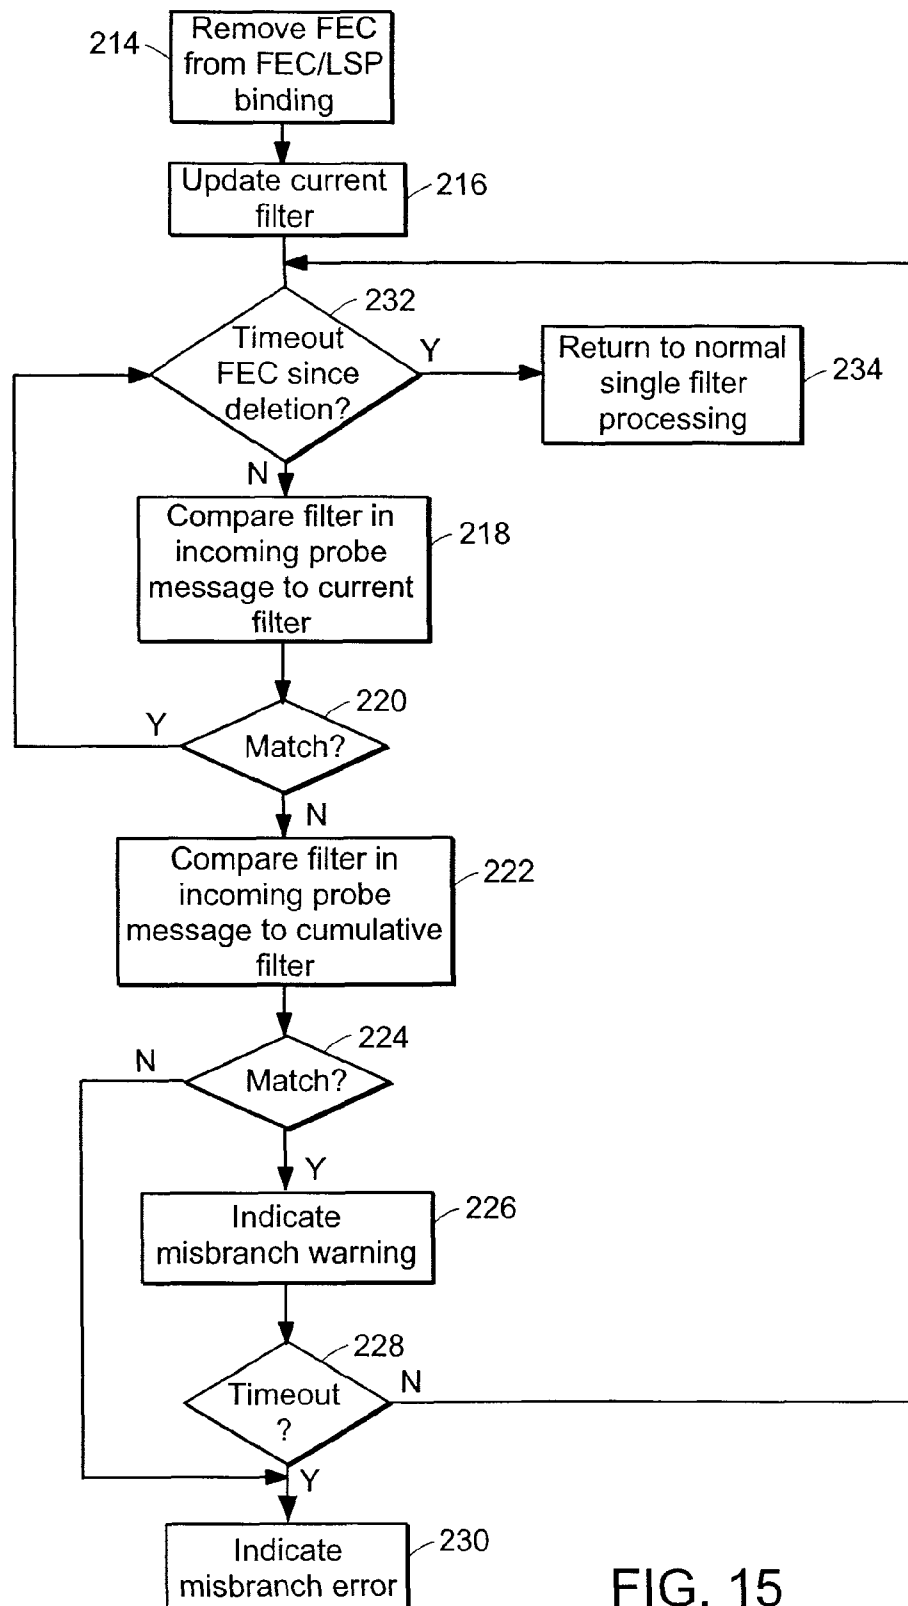 214
Remove FEC
from FEC/LSP
binding
Update current
filter
216
232
Timeout
FEC since
deletion?
Y
Return to normal
single filter
processing
234
N
Compare filter in
incoming probe
message to current
filter
218
220
Y
Match?
N
Compare filter in
incoming probe
message to cumulative
filter
222
224
N
Match?
Y
Indicate
misbranch warning
226
228
Timeout
?
N
Y
Indicate
misbranch error
230
FIG. 15